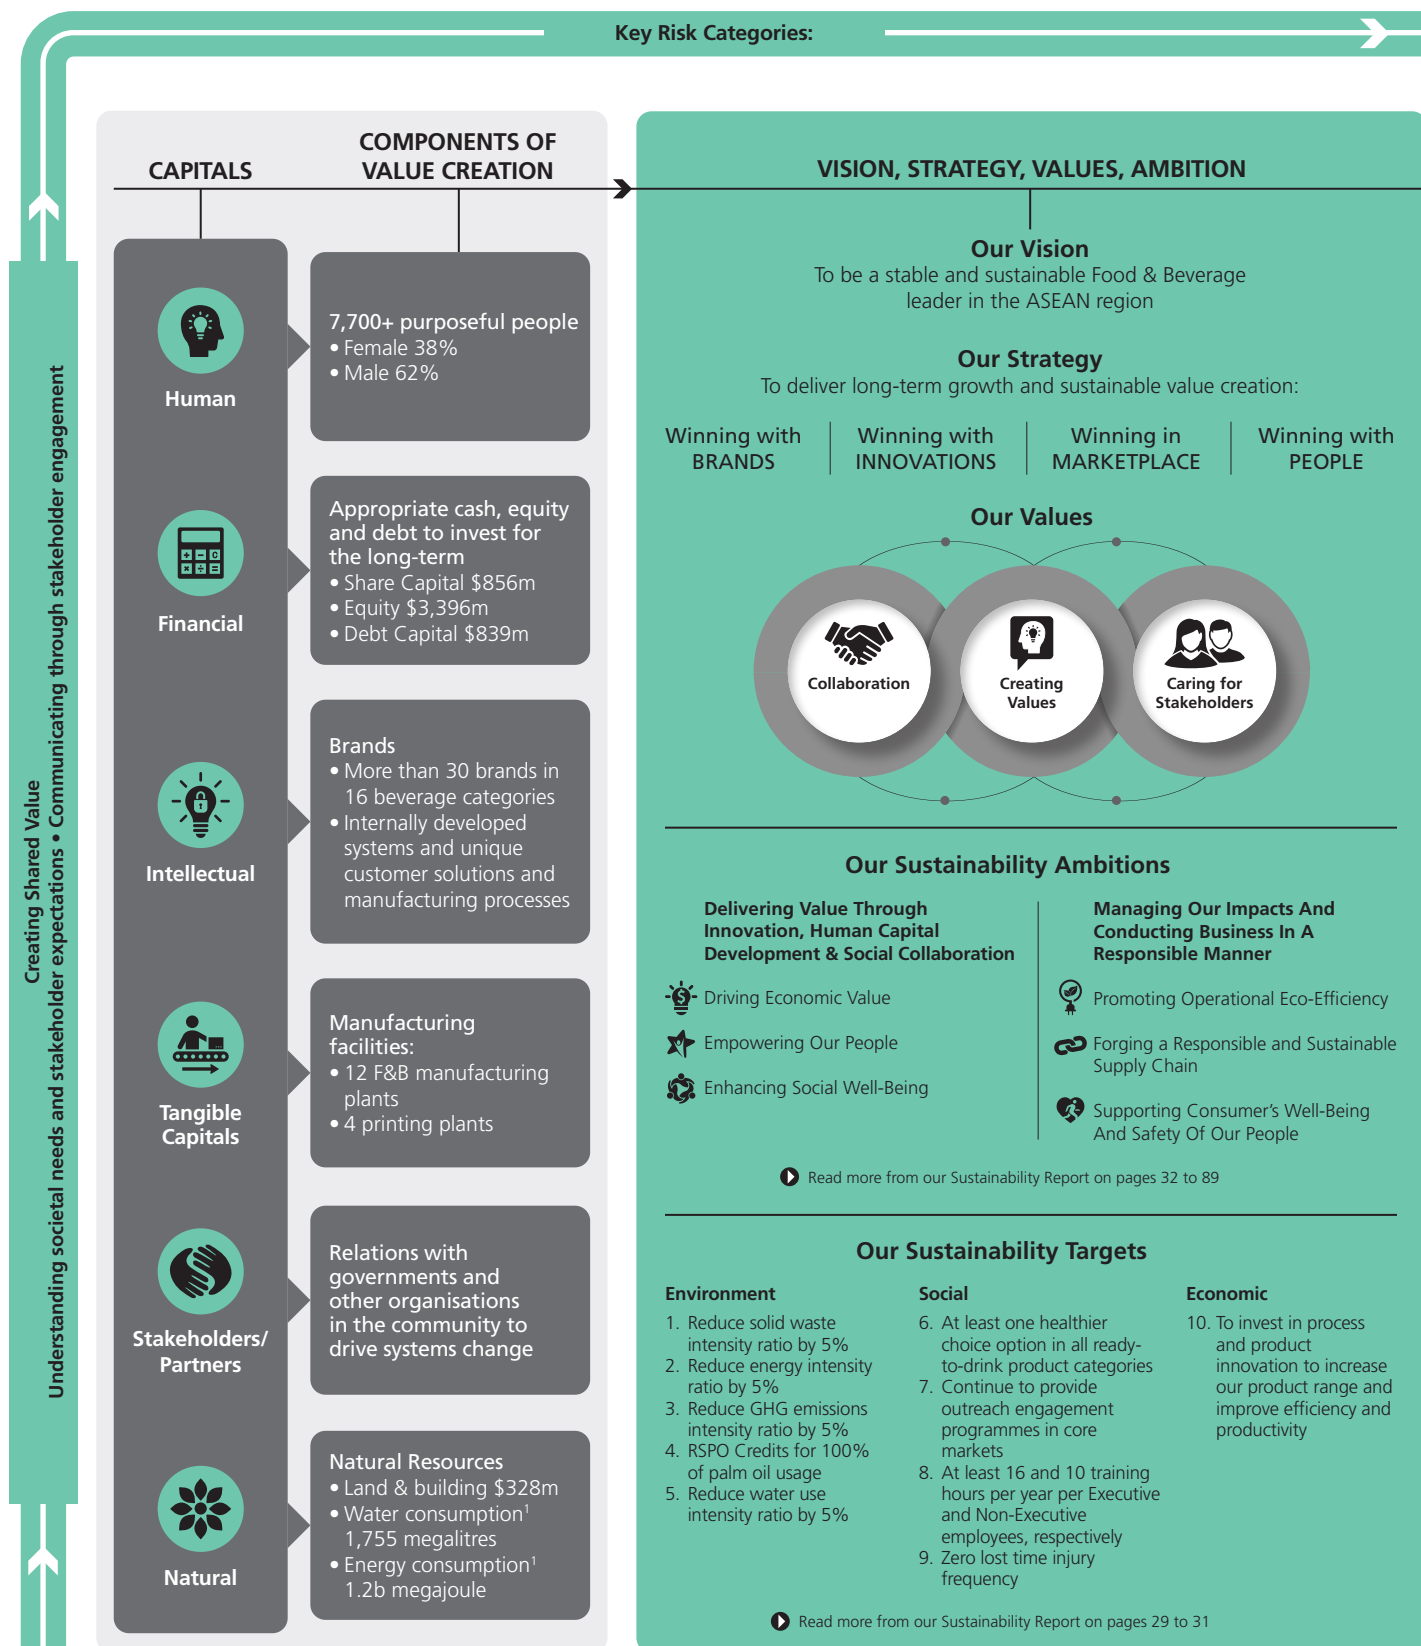 Key Risk Categories:
Creating Shared Value
Understanding societal needs and stakeholder expectations • Communicating through stakeholder engagement
CAPITALS
COMPONENTS OF
VALUE CREATION
Human
7,700+ purposeful people
• Female 38%
• Male 62%
Financial
Appropriate cash, equity
and debt to invest for
the long-term
• Share Capital $856m
• Equity $3,396m
• Debt Capital $839m
Intellectual
Brands
• More than 30 brands in
16 beverage categories
• Internally developed
systems and unique
customer solutions and
manufacturing processes
Tangible
Capitals
Manufacturing
facilities:
• 12 F&B manufacturing
plants
• 4 printing plants
Stakeholders/
Partners
Relations with
governments and
other organisations
in the community to
drive systems change
Natural
Natural Resources
• Land & building $328m
• Water consumption¹
1,755 megalitres
• Energy consumption¹
1.2b megajoule
VISION, STRATEGY, VALUES, AMBITION
Our Vision
To be a stable and sustainable Food & Beverage
leader in the ASEAN region
Our Strategy
To deliver long-term growth and sustainable value creation:
Winning with
BRANDS
Winning with
INNOVATIONS
Winning in
MARKETPLACE
Winning with
PEOPLE
Our Values
Collaboration
Creating
Values
Caring for
Stakeholders
Our Sustainability Ambitions
Delivering Value Through
Innovation, Human Capital
Development & Social Collaboration
Driving Economic Value
Empowering Our People
Enhancing Social Well-Being
Managing Our Impacts And
Conducting Business In A
Responsible Manner
Promoting Operational Eco-Efficiency
Forging a Responsible and Sustainable
Supply Chain
Supporting Consumer's Well-Being
And Safety Of Our People
Read more from our Sustainability Report on pages 32 to 89
Our Sustainability Targets
Environment
1. Reduce solid waste
intensity ratio by 5%
2. Reduce energy intensity
ratio by 5%
3. Reduce GHG emissions
intensity ratio by 5%
4. RSPO Credits for 100%
of palm oil usage
5. Reduce water use
intensity ratio by 5%
Social
6. At least one healthier
choice option in all ready-
to-drink product categories
7. Continue to provide
outreach engagement
programmes in core
markets
8. At least 16 and 10 training
hours per year per Executive
and Non-Executive
employees, respectively
9. Zero lost time injury
frequency
Economic
10. To invest in process
and product
innovation to increase
our product range and
improve efficiency and
productivity
Read more from our Sustainability Report on pages 29 to 31